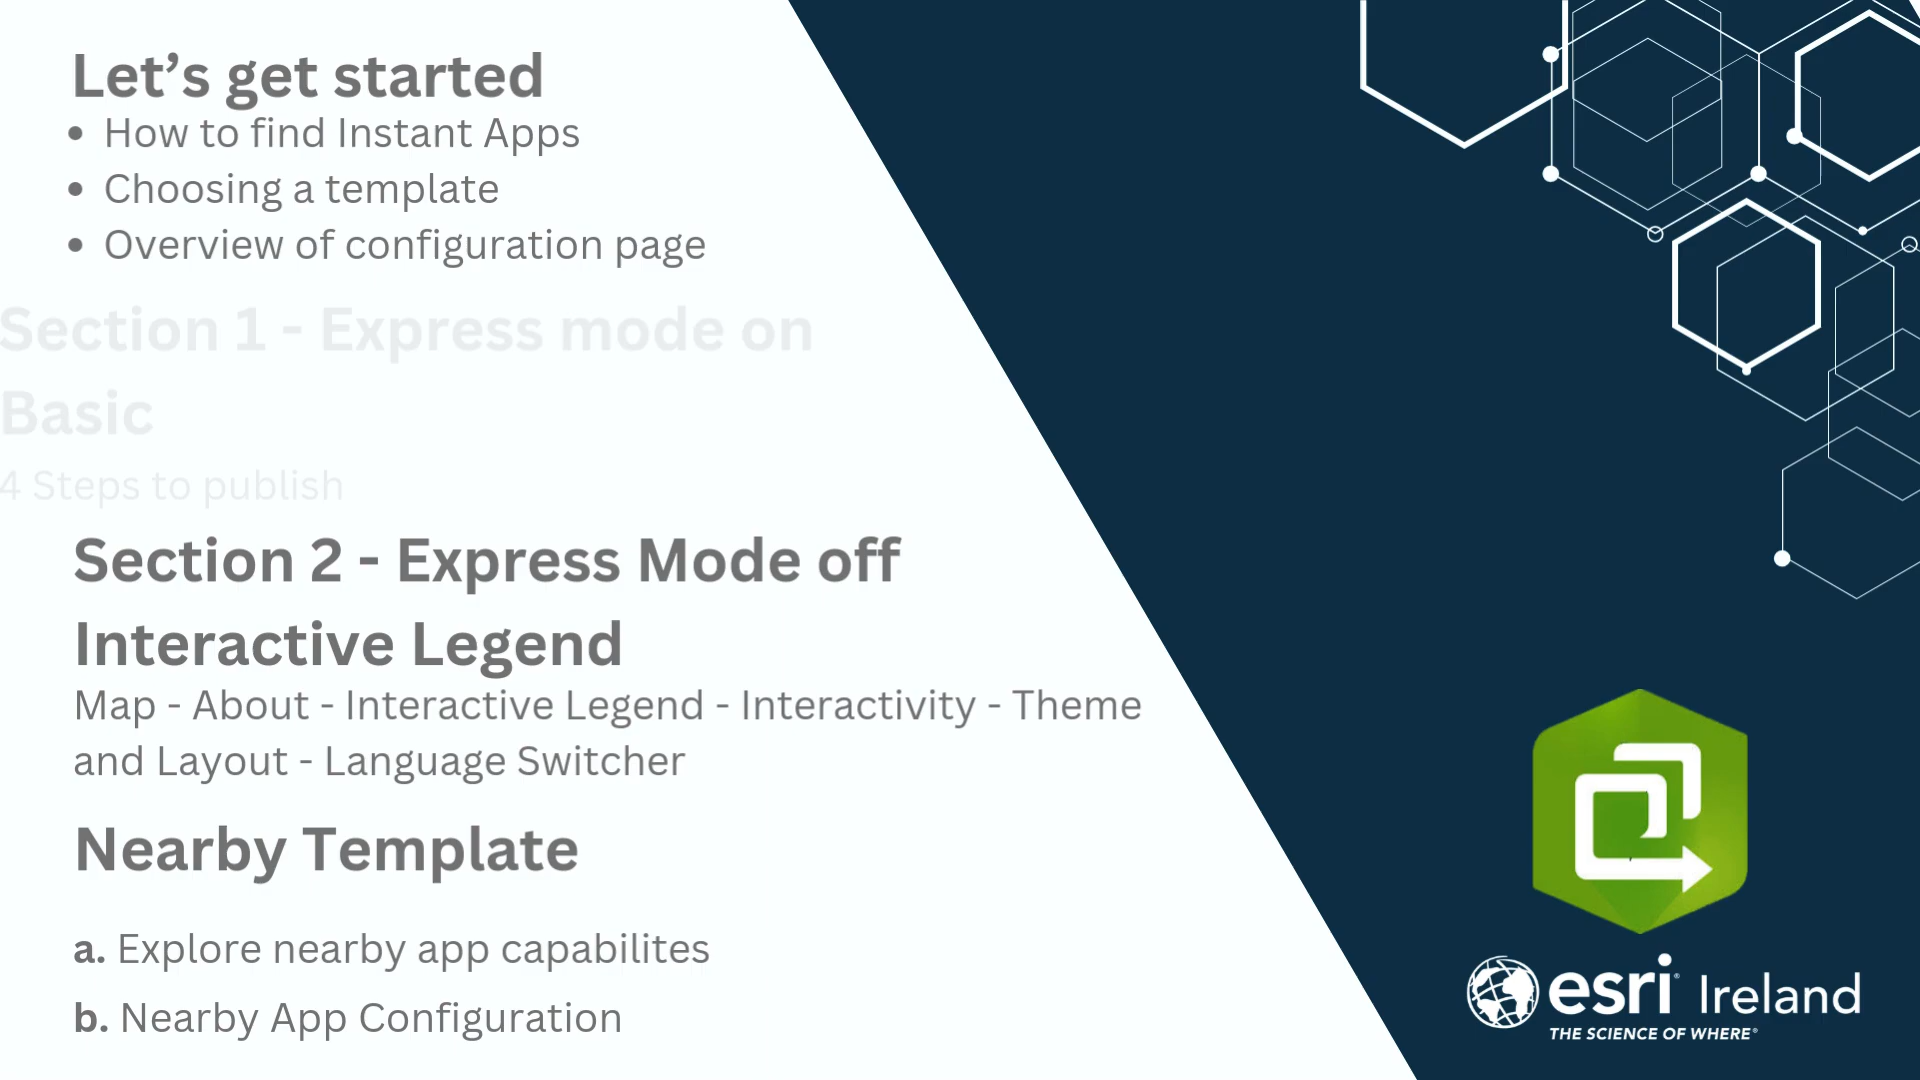 Let’s get started
• How to find Instant Apps
• Choosing a template
• Overview of configuration page
Section 1 - Express mode on
Basic
4 Steps to publish
Section 2 - Express Mode off
Interactive Legend
Map - About - Interactive Legend - Interactivity - Theme
and Layout - Language Switcher
Nearby Template
a. Explore nearby app capabilites
b. Nearby App Configuration
esri® Ireland
THE SCIENCE OF WHERE®